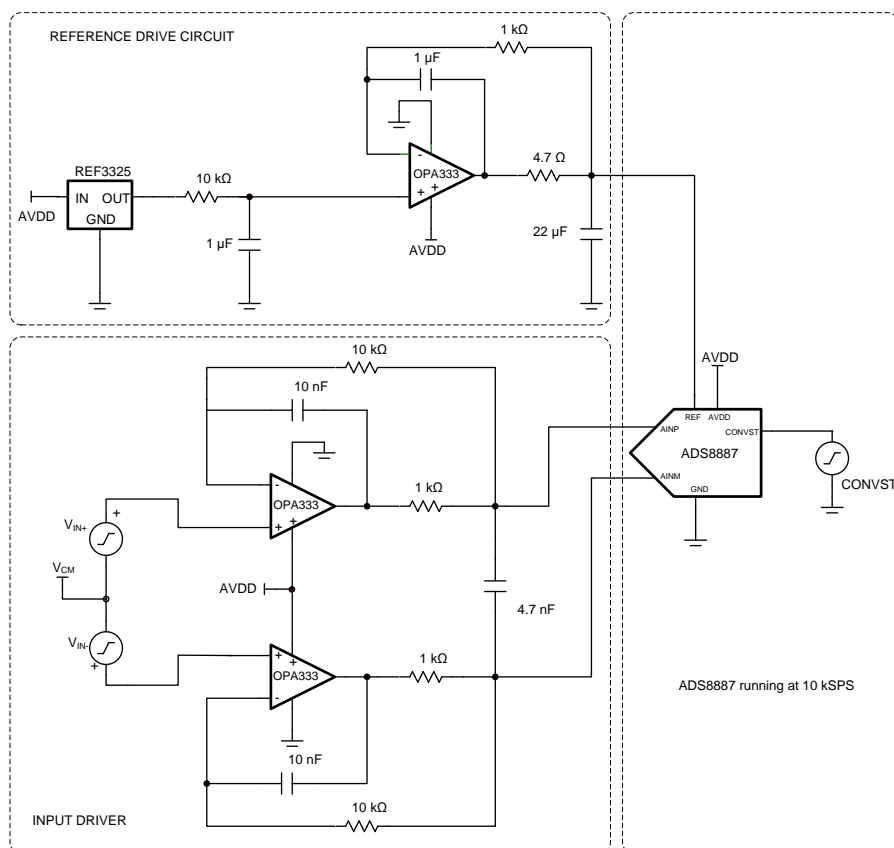 REFERENCE DRIVE CIRCUIT
1 kΩ
1 µF
-
OPA333
+ +
AVDD
4.7 Ω
22 µF
REF3325
IN OUT
GND
AVDD
10 kΩ
1 µF
10 kΩ
10 nF
-
OPA333
+ +
1 kΩ
VIN+
+
VCM
VIN-
+
AVDD
4.7 nF
+ +
OPA333
-
1 kΩ
10 nF
10 kΩ
INPUT DRIVER
AVDD
REF AVDD
AINP
CONVST
ADS8887
AINM
GND
CONVST
ADS8887 running at 10 kSPS